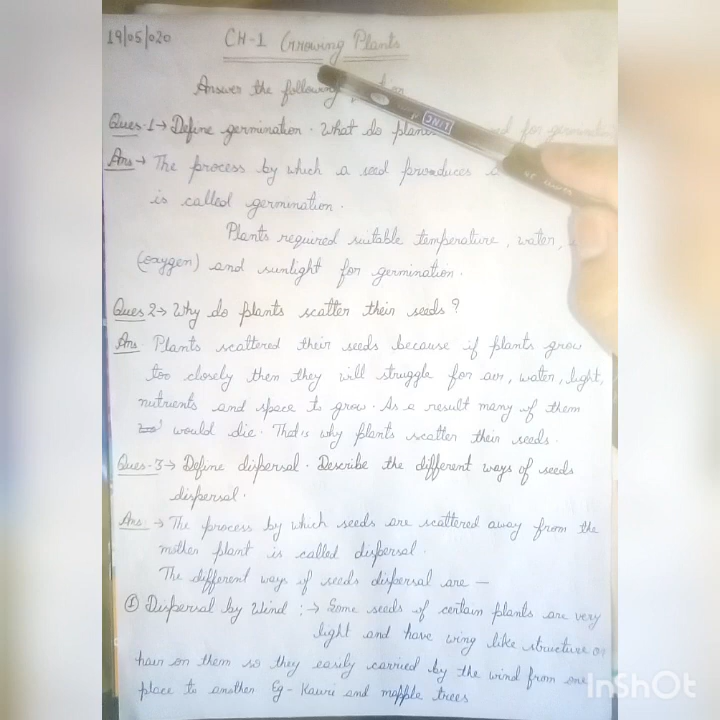 19/05/020
CH-1 Growing Plants
Answer the following
Ques-1→ Define germination. What do for germination
Ans → The process by which a seed produces a
is called germination.
Plants required suitable temperature, water,
(oxygen) and sunlight for germination.
Ques 2→ Why do plants scatter their seeds?
Ans. Plants scattered their seeds because if plants grow
too closely then they will struggle for air, water, light,
nutrients and space to grow. As a result many of them
would die. That is why plants scatter their seeds.
Ques-3→ Define dispersal. Describe the different ways of seeds
dispersal.
Ans → The process by which seeds are scattered away from the
mother plant is called dispersal.
The different ways of seeds dispersal are —
① Dispersal by Wind :→ Some seeds of certain plants are very
light and have wing like structure or
hair on them so they easily carried by the wind from one
place to another Eg - Kauri and mapple trees
LINC
InShOt